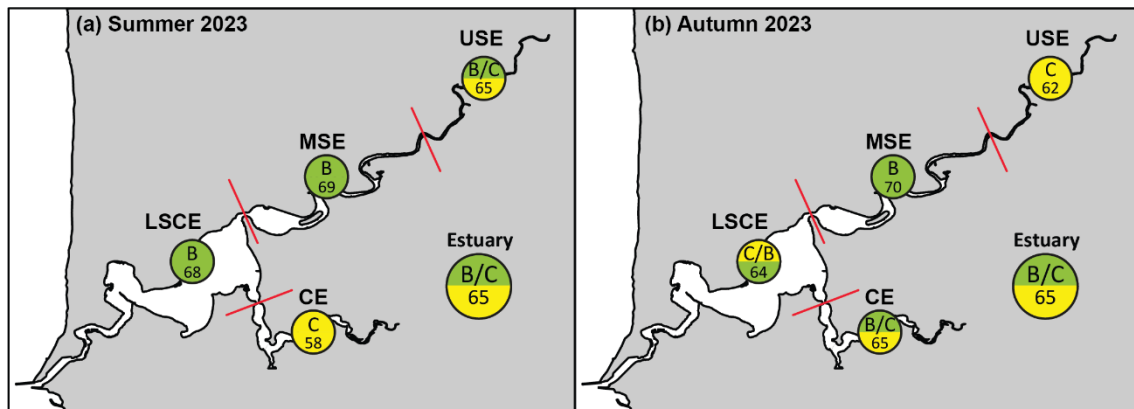 (a) Summer 2023
USE
B/C
65
MSE
B
69
LSCE
B
68
Estuary
B/C
65
CE
C
58
(b) Autumn 2023
USE
C
62
MSE
B
70
LSCE
C/B
64
Estuary
B/C
65
CE
B/C
65